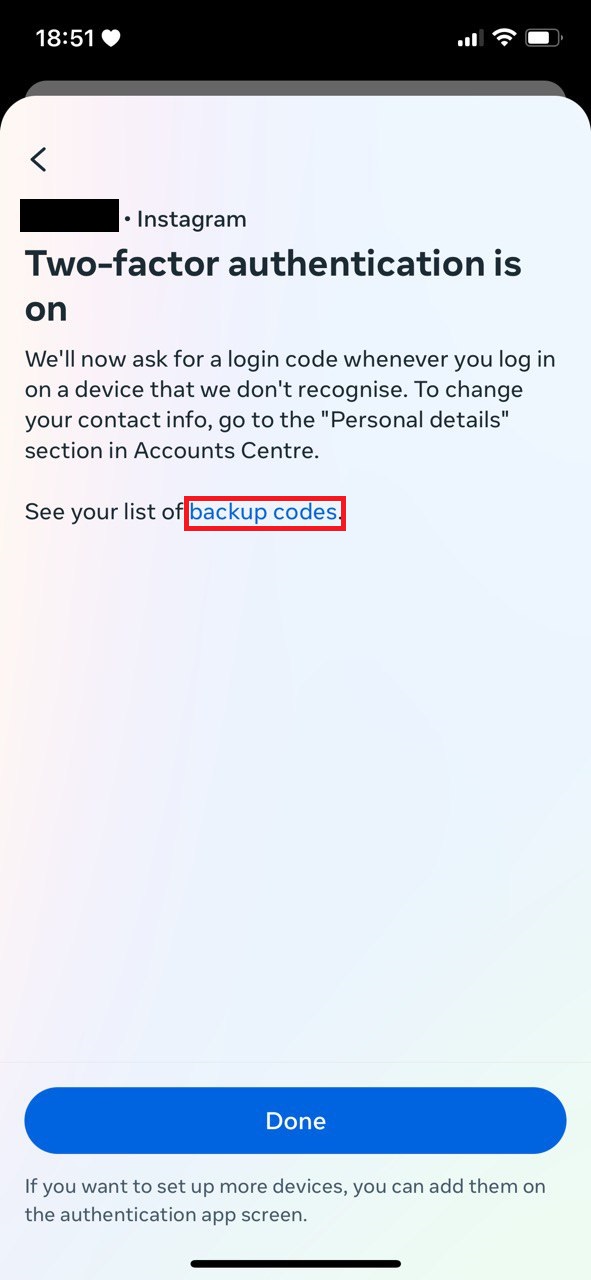 18:51
• Instagram
Two-factor authentication is
on
We'll now ask for a login code whenever you log in
on a device that we don't recognise. To change
your contact info, go to the "Personal details"
section in Accounts Centre.
See your list of backup codes.
Done
If you want to set up more devices, you can add them on
the authentication app screen.